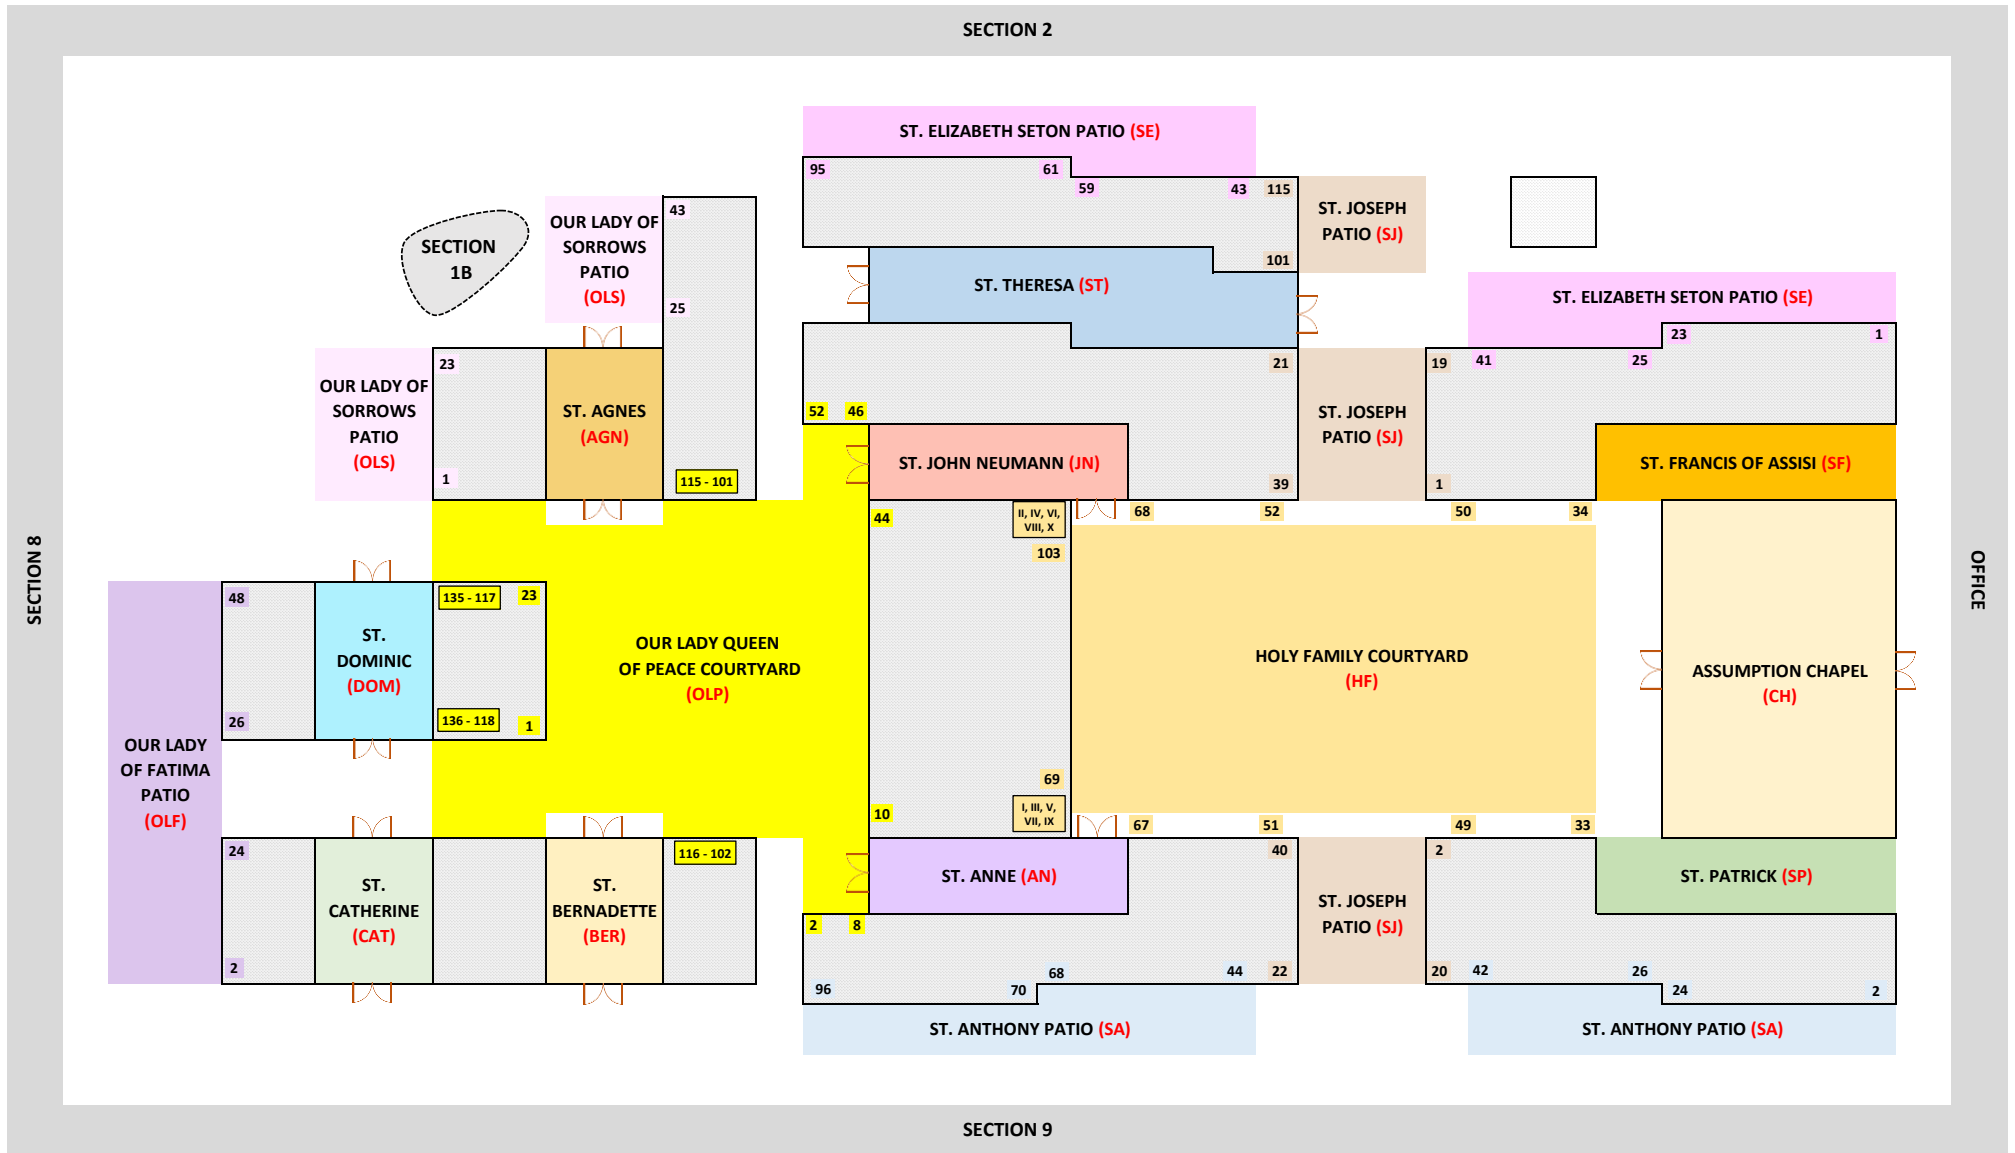 SECTION 2
ST. ELIZABETH SETON PATIO (SE)
95
61
59
43
115
ST. JOSEPH
PATIO (SJ)
101
OUR LADY OF
SORROWS
PATIO
(OLS)
43
25
SECTION
1B
ST. THERESA (ST)
ST. ELIZABETH SETON PATIO (SE)
23
1
41
25
OUR LADY OF
SORROWS
PATIO
(OLS)
23
1
ST. AGNES
(AGN)
115 - 101
52
46
21
39
ST. JOSEPH
PATIO (SJ)
19
1
ST. JOHN NEUMANN (JN)
ST. FRANCIS OF ASSISI (SF)
44
II, IV, VI,
VIII, X
103
68
52
50
34
SECTION 8
48
26
ST.
DOMINIC
(DOM)
135 - 117
23
136 - 118
1
OUR LADY QUEEN
OF PEACE COURTYARD
(OLP)
HOLY FAMILY COURTYARD
(HF)
ASSUMPTION CHAPEL
(CH)
OFFICE
OUR LADY
OF FATIMA
PATIO
(OLF)
10
69
I, III, V,
VII, IX
67
51
49
33
24
2
ST.
CATHERINE
(CAT)
ST.
BERNADETTE
(BER)
116 - 102
ST. ANNE (AN)
40
22
ST. JOSEPH
PATIO (SJ)
2
20
ST. PATRICK (SP)
2
8
96
70
68
44
42
26
24
2
ST. ANTHONY PATIO (SA)
ST. ANTHONY PATIO (SA)
SECTION 9